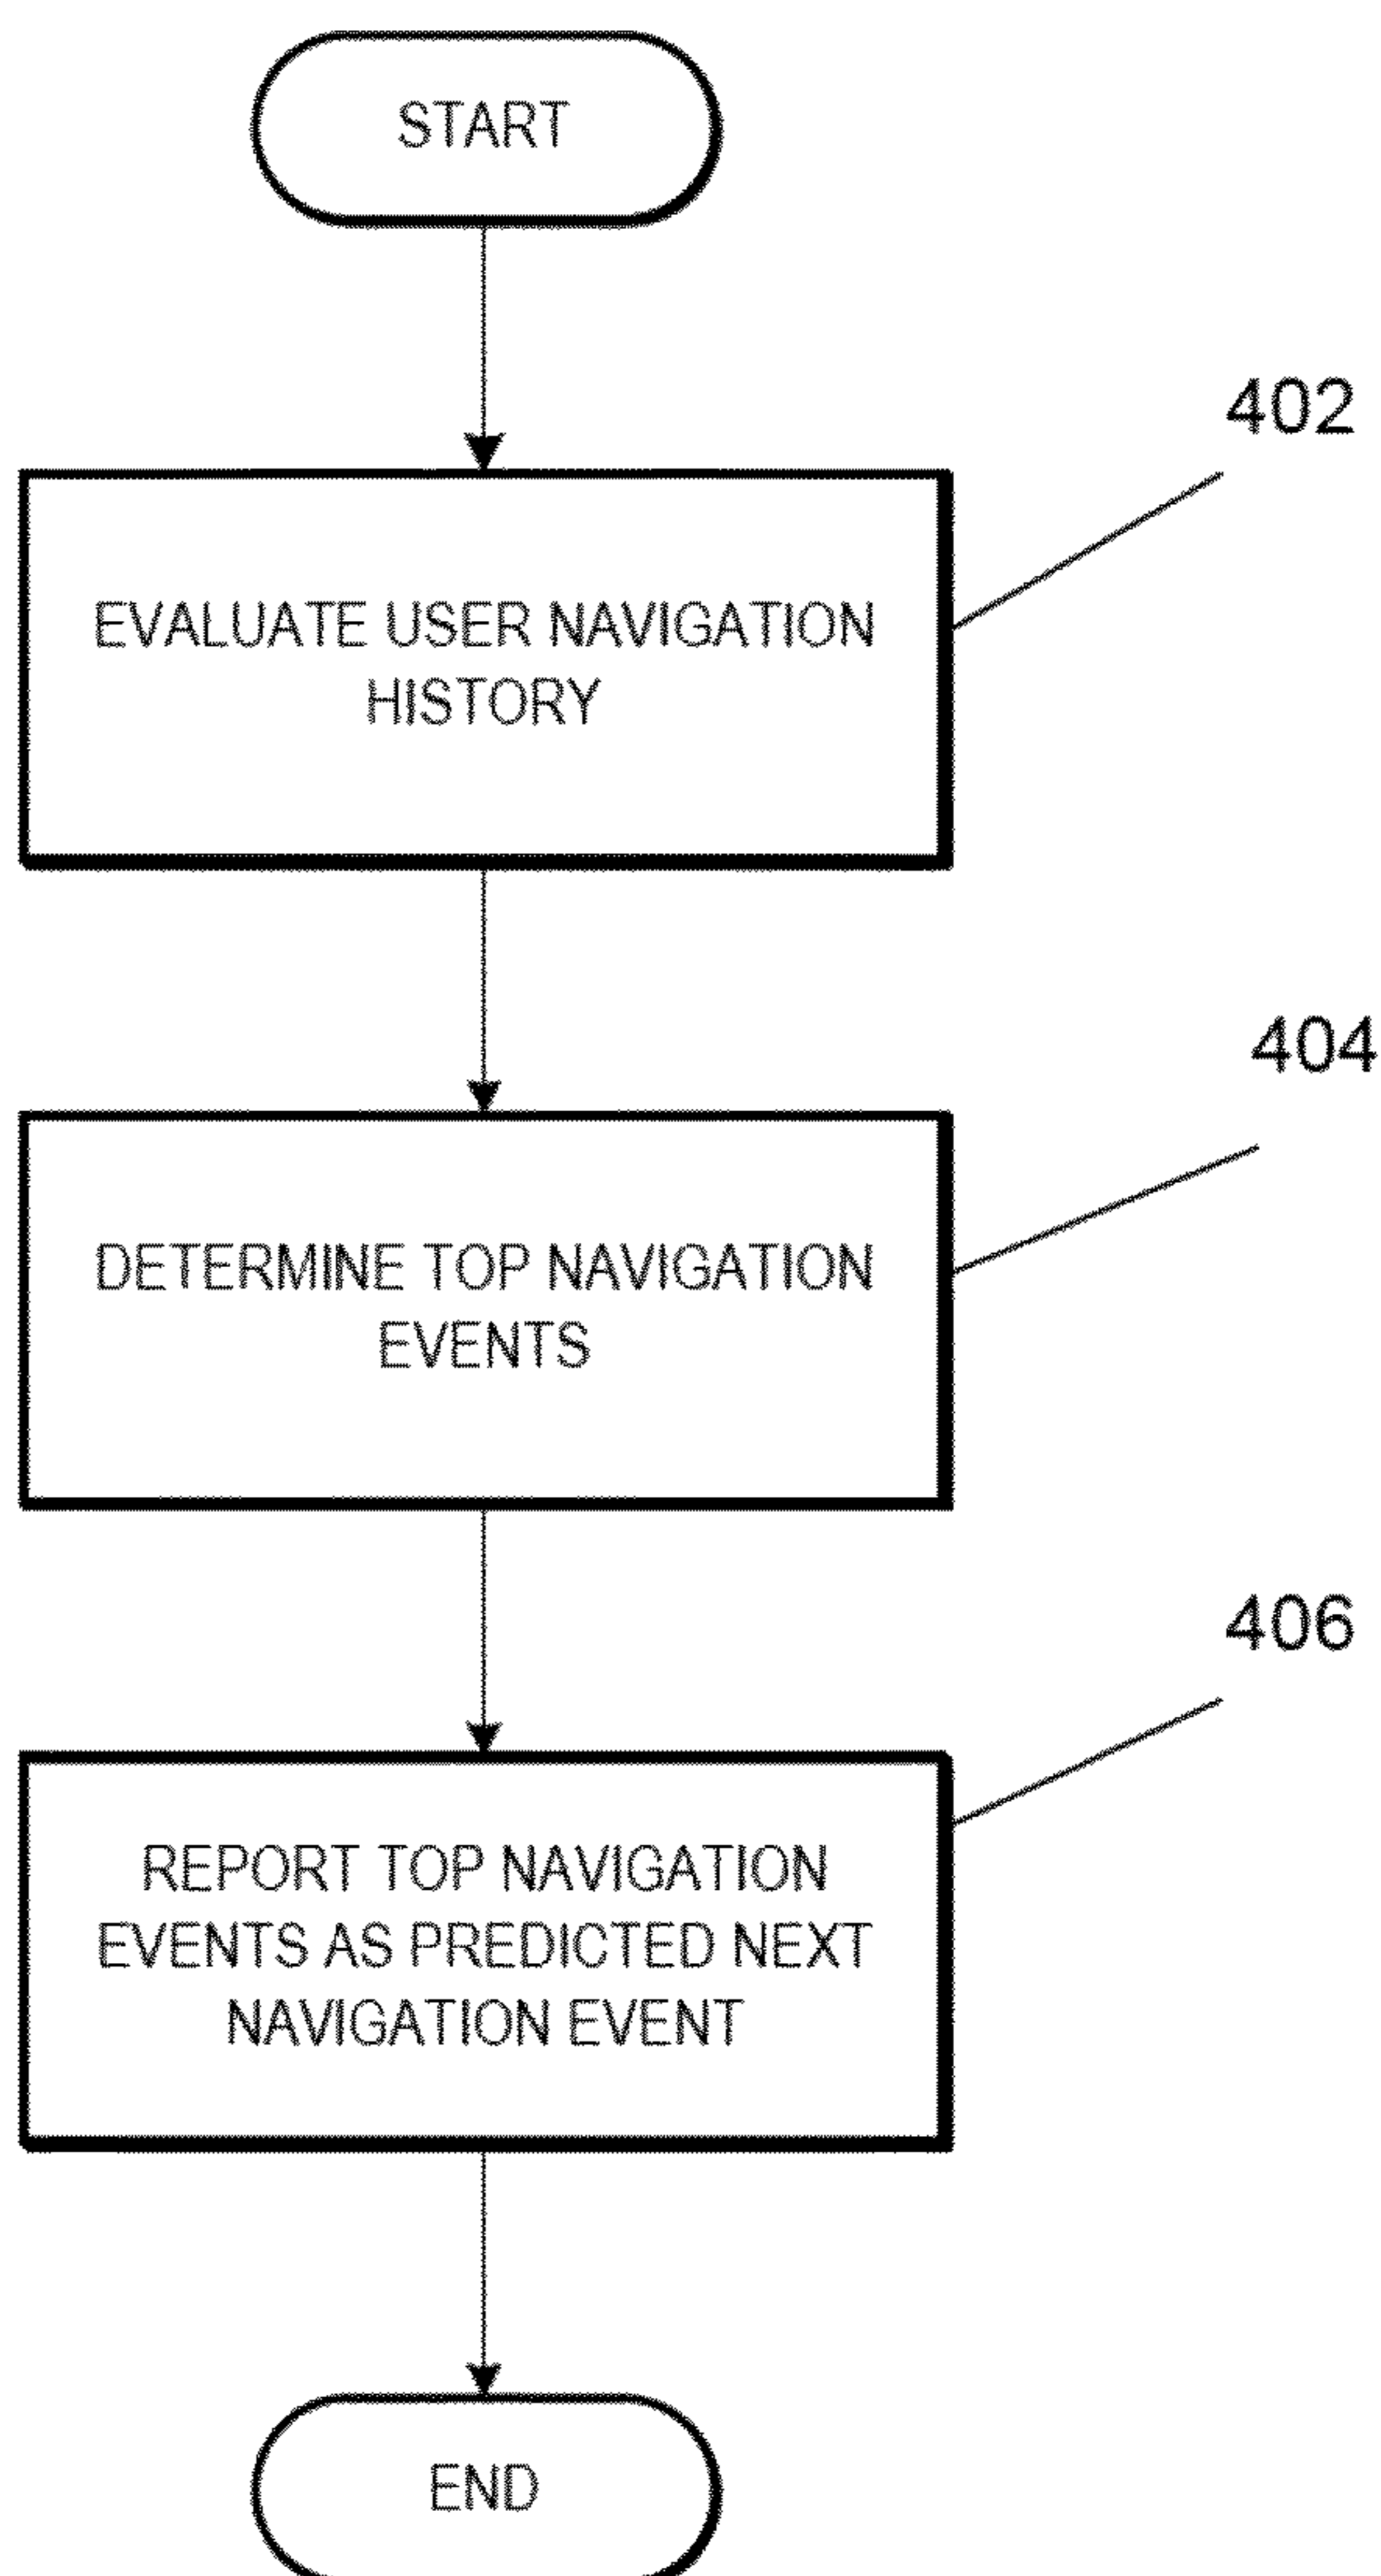 START
402
EVALUATE USER NAVIGATION
HISTORY
404
DETERMINE TOP NAVIGATION
EVENTS
406
REPORT TOP NAVIGATION
EVENTS AS PREDICTED NEXT
NAVIGATION EVENT
END